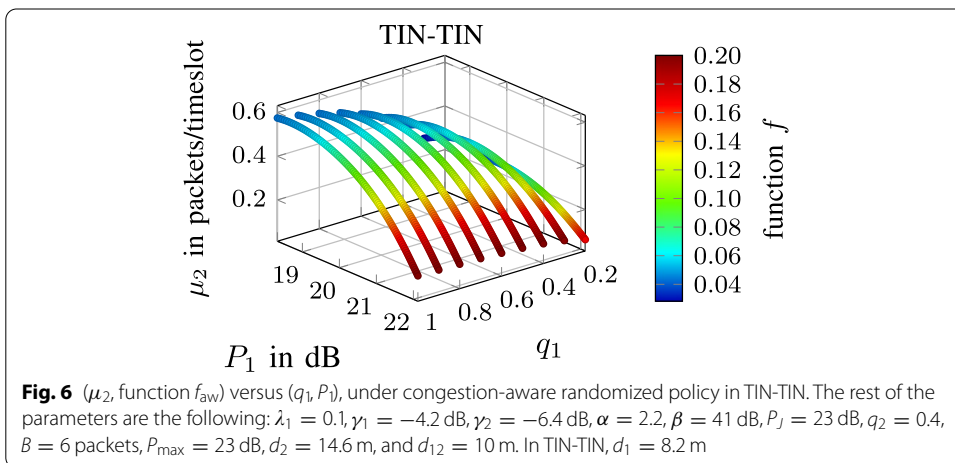 TIN-TIN
μ₂ in packets/timeslot
0.6
0.4
0.2
19
20
21
22
P₁ in dB
1
0.8
0.6
0.4
0.2
q₁
0.20
0.18
0.16
0.14
0.12
0.10
0.08
0.06
0.04
function f
Fig. 6 (μ₂, function f_aw) versus (q₁, P₁), under congestion-aware randomized policy in TIN-TIN. The rest of the
parameters are the following: λ₁ = 0.1, γ₁ = −4.2 dB, γ₂ = −6.4 dB, α = 2.2, β = 41 dB, P_J = 23 dB, q₂ = 0.4,
B = 6 packets, P_max = 23 dB, d₂ = 14.6 m, and d₁₂ = 10 m. In TIN-TIN, d₁ = 8.2 m